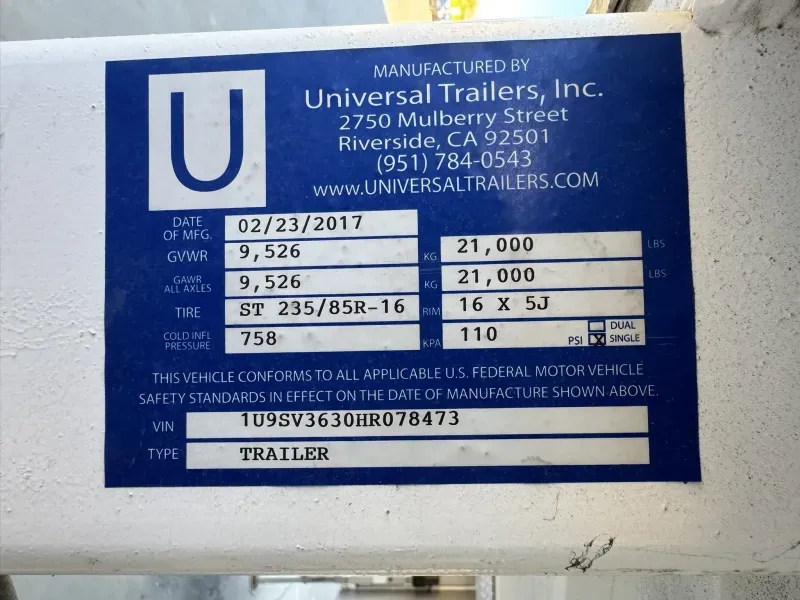 U
MANUFACTURED BY
Universal Trailers, Inc.
2750 Mulberry Street
Riverside, CA 92501
(951) 784-0543
WWW.UNIVERSALTRAILERS.COM
DATE OF MFG. 02/23/2017
GVWR 9,526 KG 21,000 LBS
GAWR ALL AXLES 9,526 KG 21,000 LBS
TIRE ST 235/85R-16 RIM 16 X 5J
COLD INFL PRESSURE 758 KPA 110 PSI DUAL X SINGLE
THIS VEHICLE CONFORMS TO ALL APPLICABLE U.S. FEDERAL MOTOR VEHICLE
SAFETY STANDARDS IN EFFECT ON THE DATE OF MANUFACTURE SHOWN ABOVE.
VIN 1U9SV3630HR078473
TYPE TRAILER